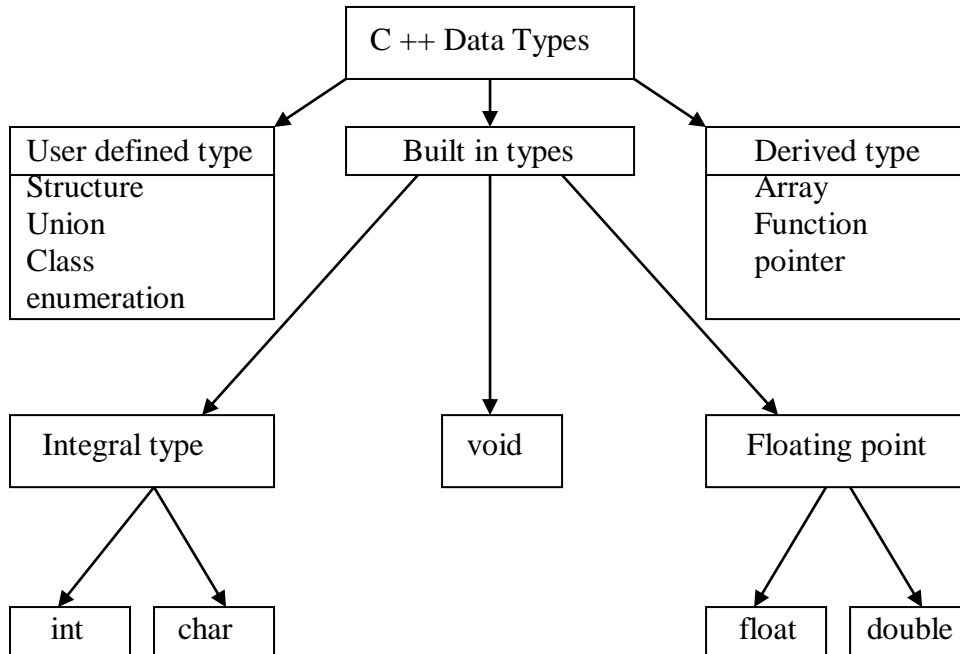 C ++ Data Types
User defined type
Structure
Union
Class
enumeration
Built in types
Derived type
Array
Function
pointer
Integral type
void
Floating point
int
char
float
double